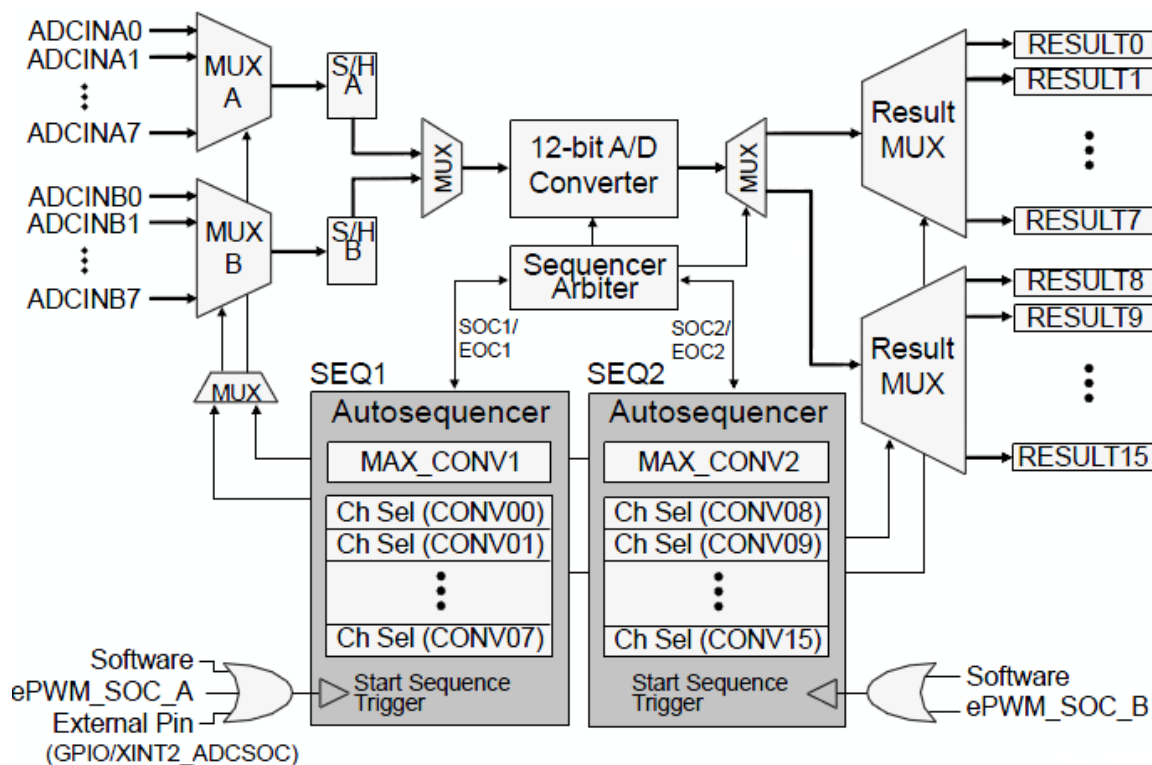 ADCINA0
ADCINA1
ADCINA7
MUX
A
S/H
A
ADCINB0
ADCINB1
ADCINB7
MUX
B
S/H
B
MUX
12-bit A/D
Converter
MUX
Result
MUX
RESULT0
RESULT1
RESULT7
Sequencer
Arbiter
SOC1/
EOC1
SOC2/
EOC2
Result
MUX
RESULT8
RESULT9
RESULT15
MUX
SEQ1
Autosequencer
MAX_CONV1
Ch Sel (CONV00)
Ch Sel (CONV01)
Ch Sel (CONV07)
Start Sequence
Trigger
SEQ2
Autosequencer
MAX_CONV2
Ch Sel (CONV08)
Ch Sel (CONV09)
Ch Sel (CONV15)
Start Sequence
Trigger
Software
ePWM_SOC_A
External Pin
(GPIO/XINT2_ADCSOC)
Software
ePWM_SOC_B